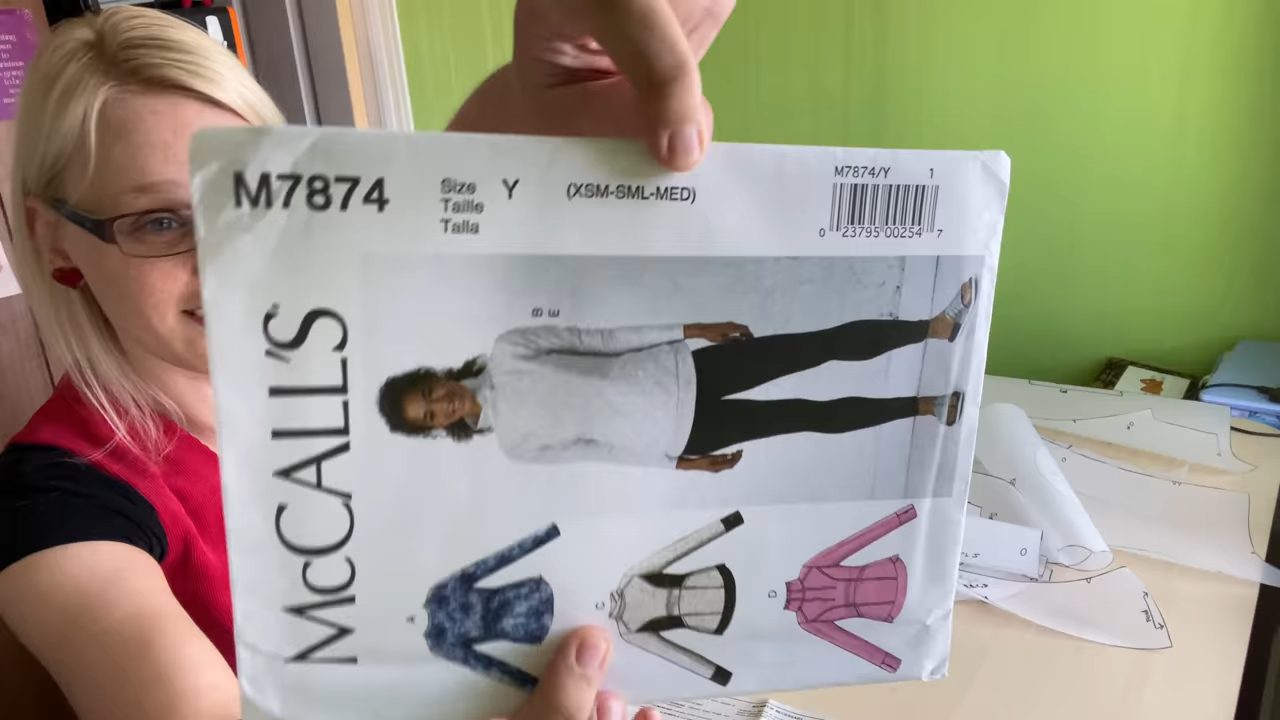 M7874
Size Y (XSM-SML-MED)
Taille
Talla
M7874/Y 1
0 23795 00254 7
McCALL'S
B
E
A
C
D